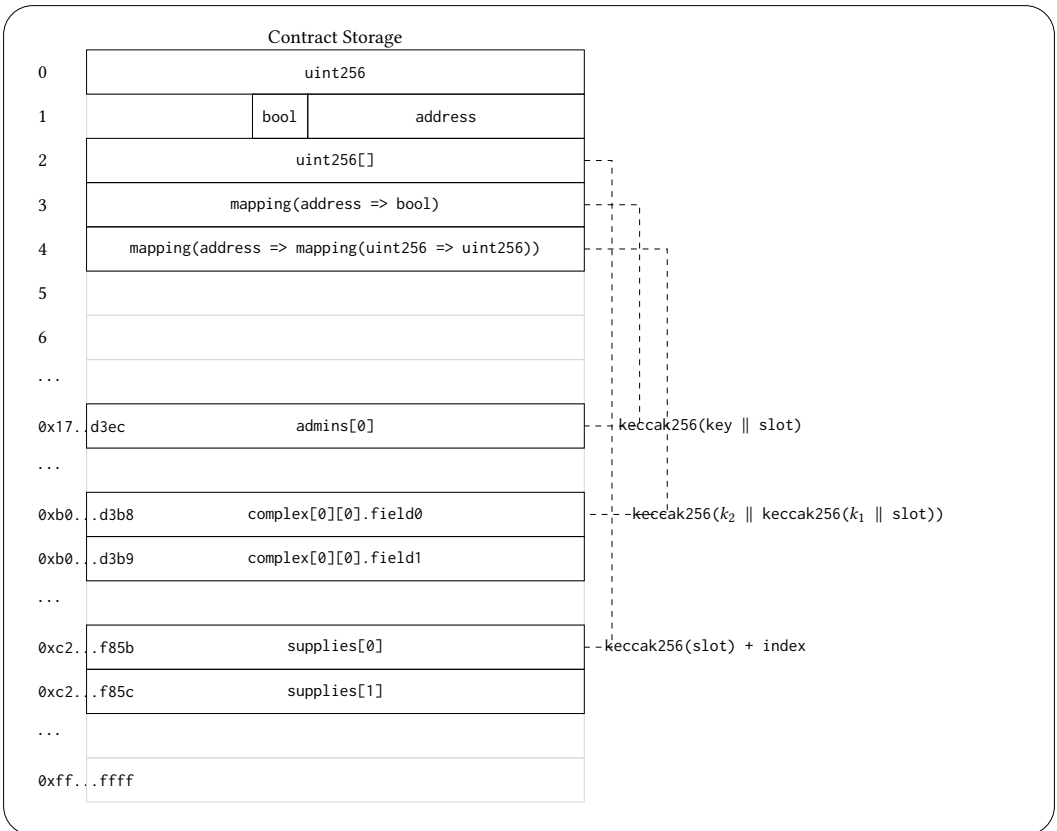 Contract Storage
0 uint256
1 bool address
2 uint256[]
3 mapping(address => bool)
4 mapping(address => mapping(uint256 => uint256))
5
6
...
0x17..d3ec admins[0] keccak256(key ∥ slot)
...
0xb0...d3b8 complex[0][0].field0 keccak256(k₂ ∥ keccak256(k₁ ∥ slot))
0xb0...d3b9 complex[0][0].field1
...
0xc2...f85b supplies[0] keccak256(slot) + index
0xc2...f85c supplies[1]
...
0xff...ffff